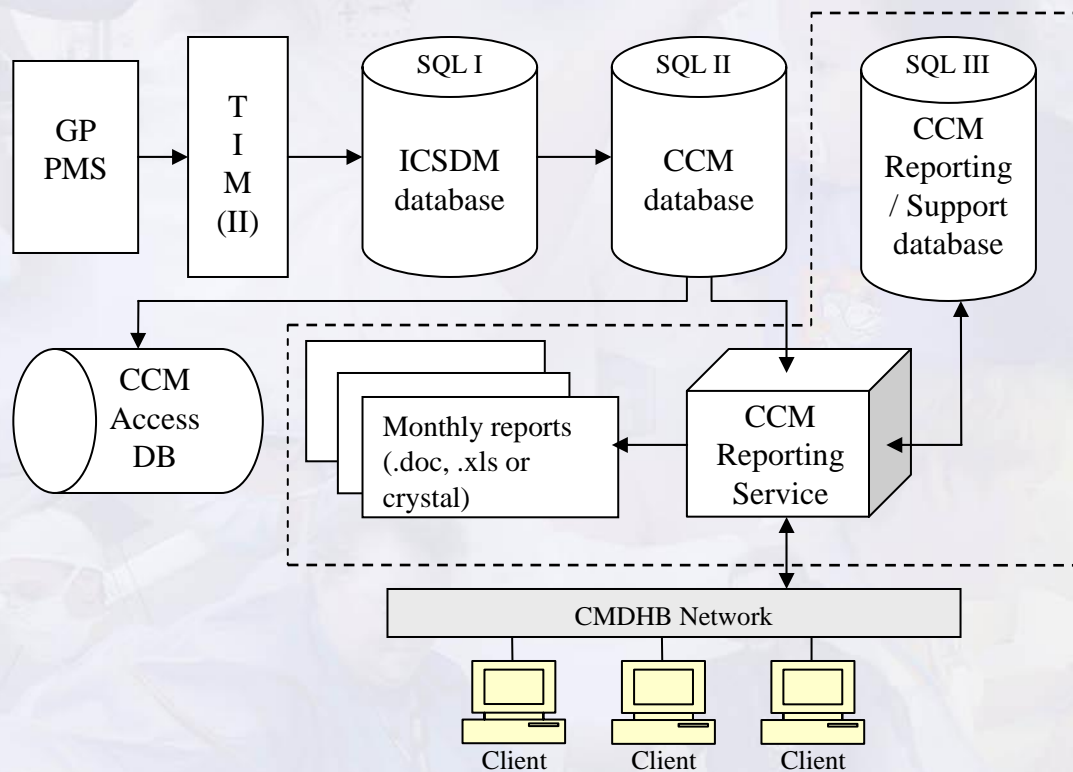 GP
PMS
T
I
M
(II)
SQL I
ICSDM
database
SQL II
CCM
database
SQL III
CCM
Reporting
/ Support
database
CCM
Access
DB
Monthly reports
(.doc, .xls or
crystal)
CCM
Reporting
Service
CMDHB Network
Client
Client
Client